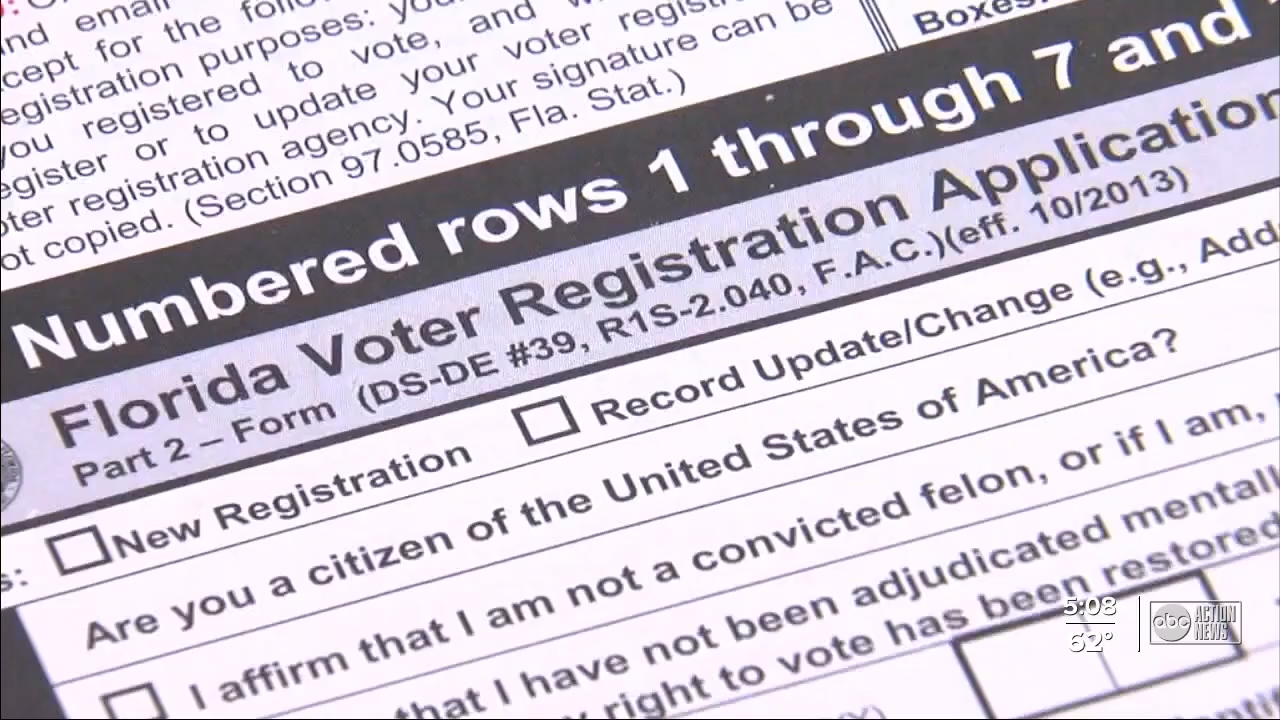 and email
cept for the follo
egistration purposes: yo
you registered to vote, and w
egister or to update your voter regist
oter registration agency. Your signature can be
ot copied. (Section 97.0585, Fla. Stat.)
Boxes:
Numbered rows 1 through 7 and
Florida Voter Registration Application
Part 2 – Form (DS-DE #39, R1S-2.040, F.A.C.)(eff. 10/2013)
s: New Registration Record Update/Change (e.g., Add
Are you a citizen of the United States of America?
I affirm that I am not a convicted felon, or if I am,
that I have not been adjudicated mentall
y right to vote has been restored
5:08
62°
abc ACTION NEWS